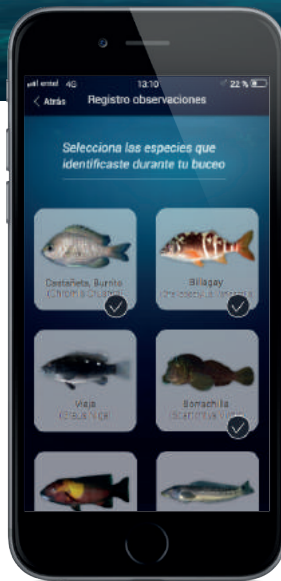 entel 4G 13:10 22 %
Atrás Registro observaciones
Selecciona las especies que
identificaste durante tu buceo
Castañeta, Burrito
Bilagay
Vieja
Borrachilla